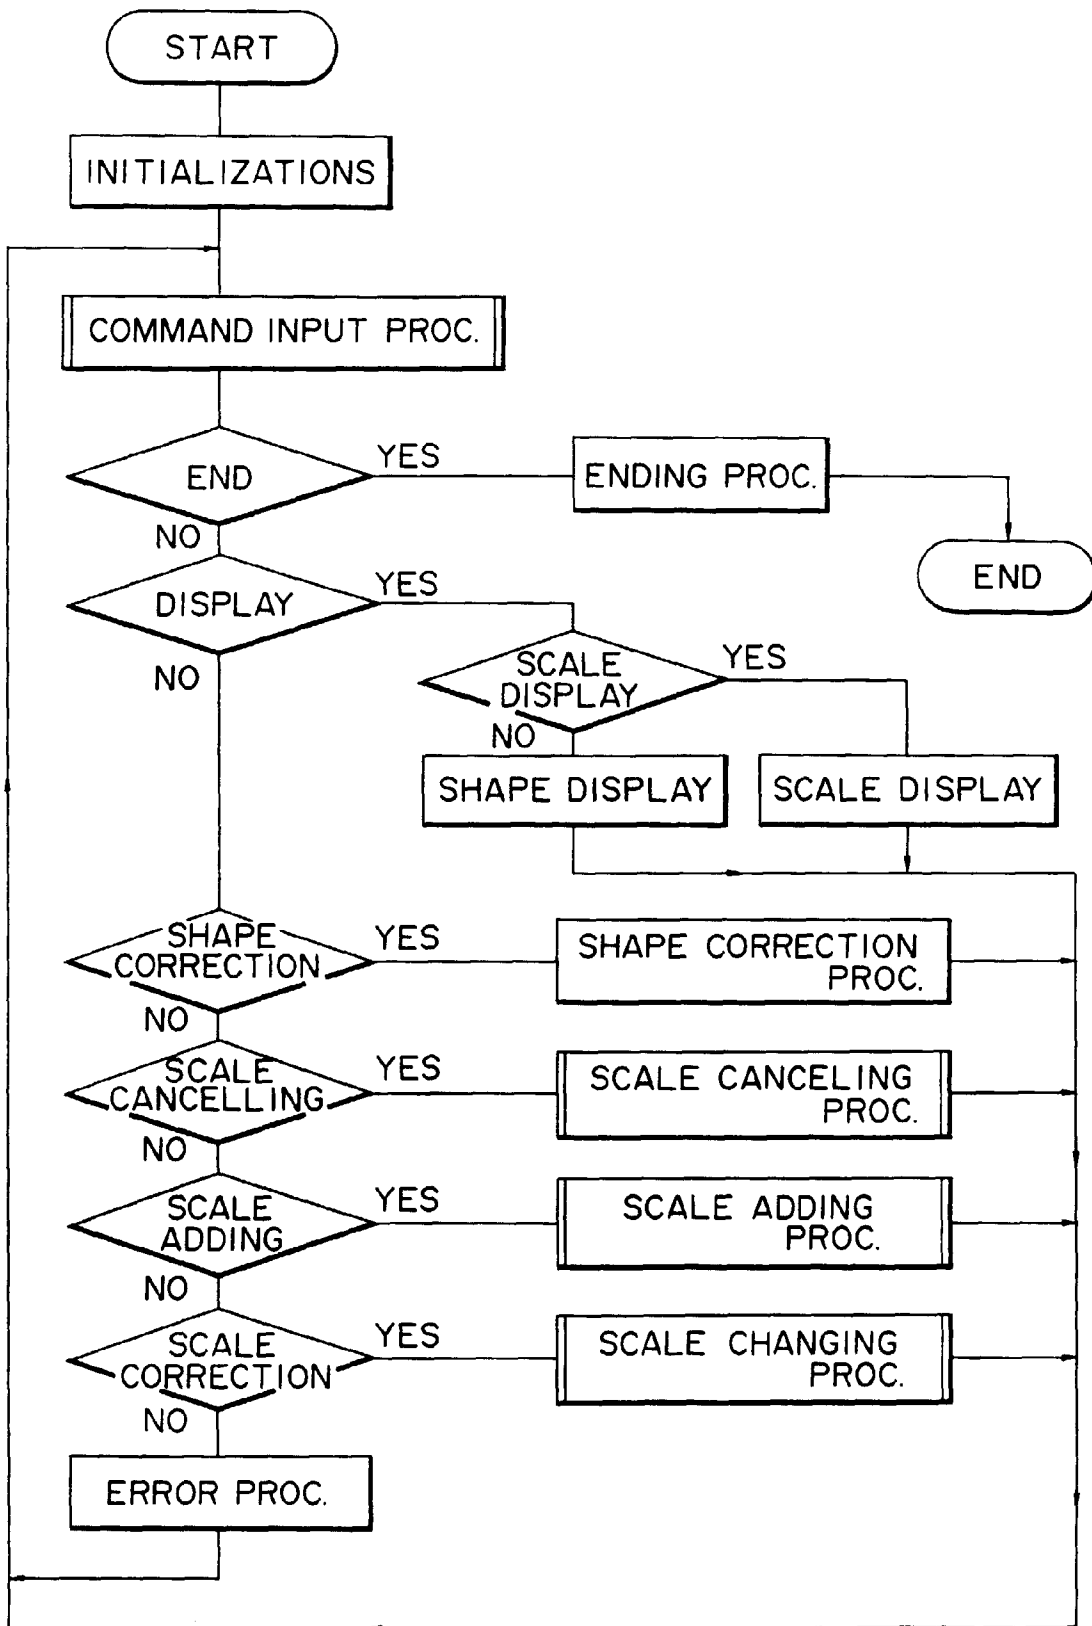 START
INITIALIZATIONS
COMMAND INPUT PROC.
END
YES
ENDING PROC.
NO
END
DISPLAY
YES
NO
SCALE
DISPLAY
YES
NO
SHAPE DISPLAY
SCALE DISPLAY
SHAPE
CORRECTION
YES
SHAPE CORRECTION
PROC.
NO
SCALE
CANCELLING
YES
SCALE CANCELING
PROC.
NO
SCALE
ADDING
YES
SCALE ADDING
PROC.
NO
SCALE
CORRECTION
YES
SCALE CHANGING
PROC.
NO
ERROR PROC.